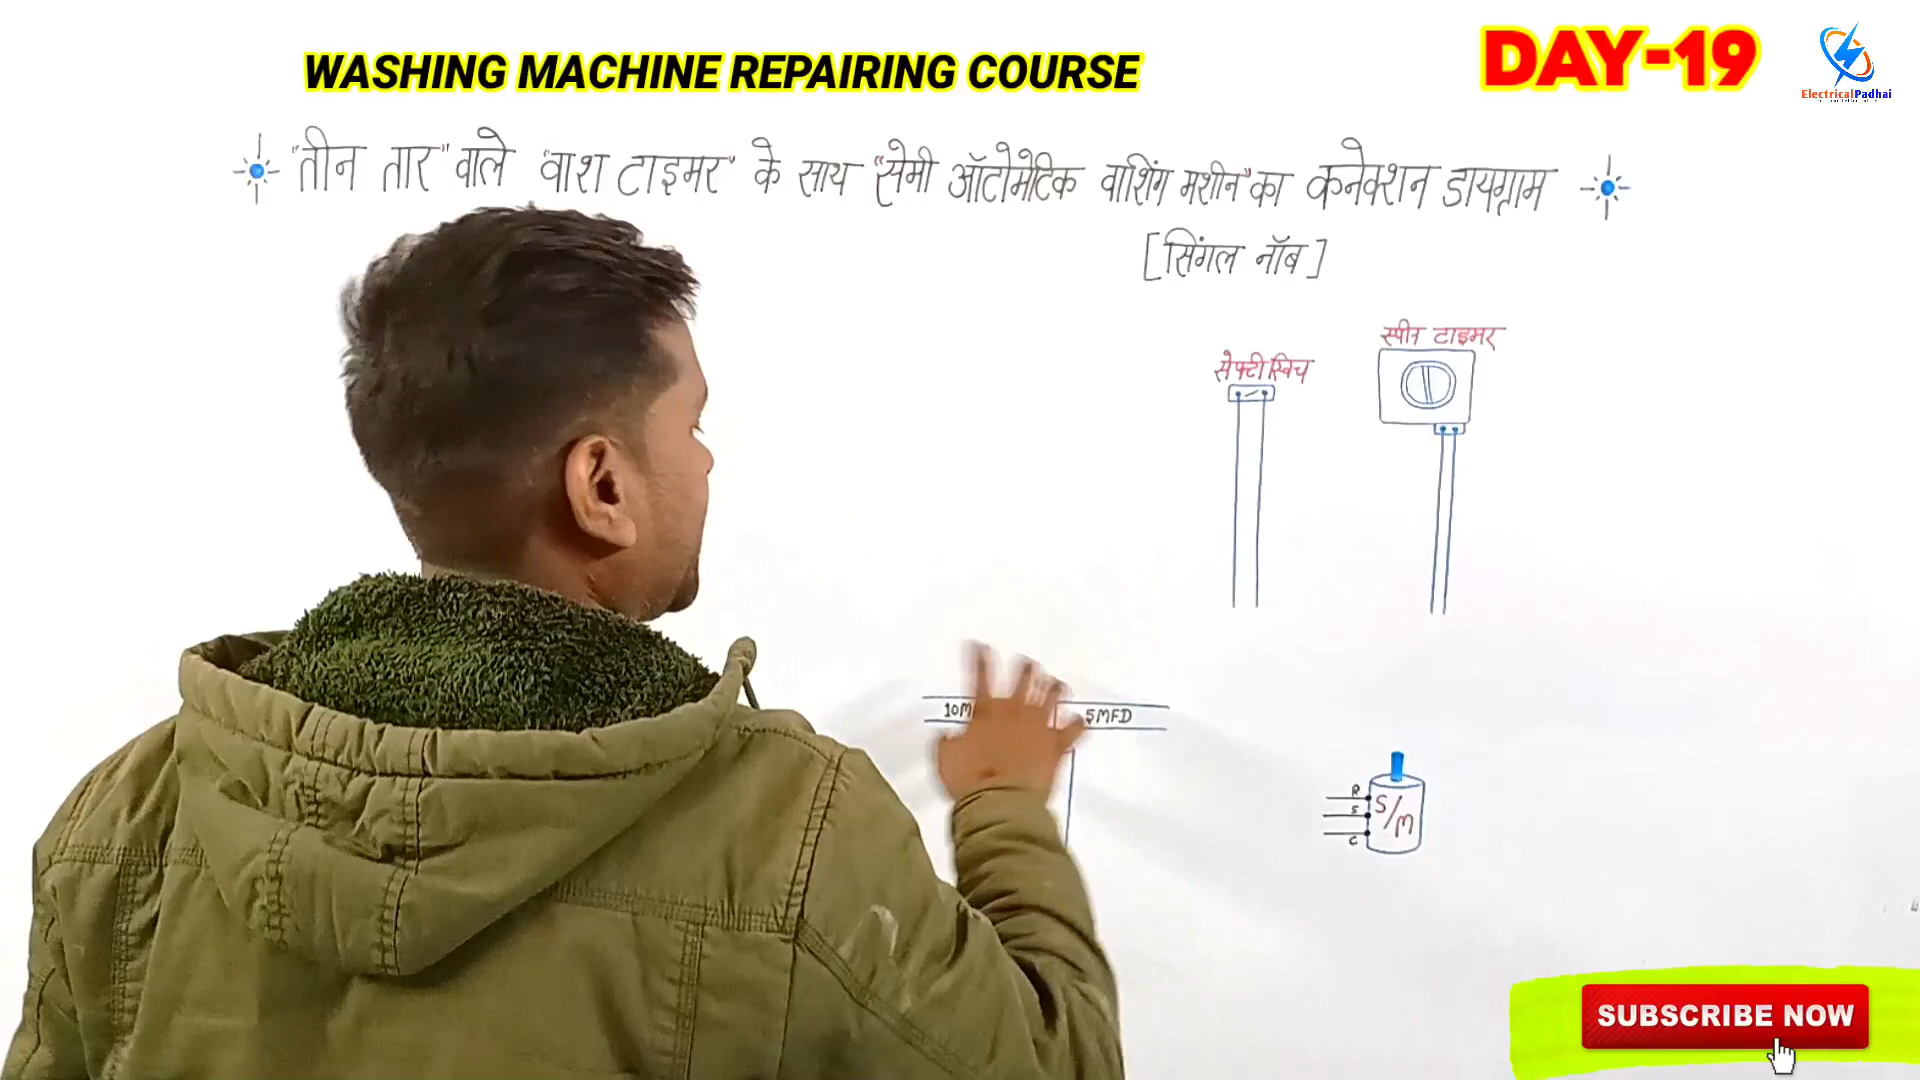 WASHING MACHINE REPAIRING COURSE
DAY-19
ElectricalPadhai
"तीन तार" वाले "वाश टाइमर" के साथ "सेमी ऑटोमेटिक वाशिंग मशीन" का कनेक्शन डायग्राम
[सिंगल नॉब]
स्पीन टाइमर
सेफ्टी स्विच
5MFD
R
S
S/M
C
SUBSCRIBE NOW